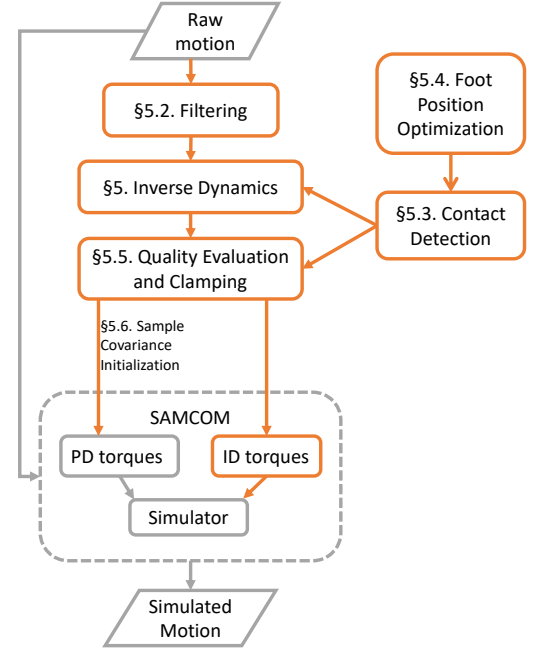 Raw
motion
§5.2. Filtering
§5.4. Foot
Position
Optimization
§5. Inverse Dynamics
§5.3. Contact
Detection
§5.5. Quality Evaluation
and Clamping
§5.6. Sample
Covariance
Initialization
SAMCOM
PD torques
ID torques
Simulator
Simulated
Motion